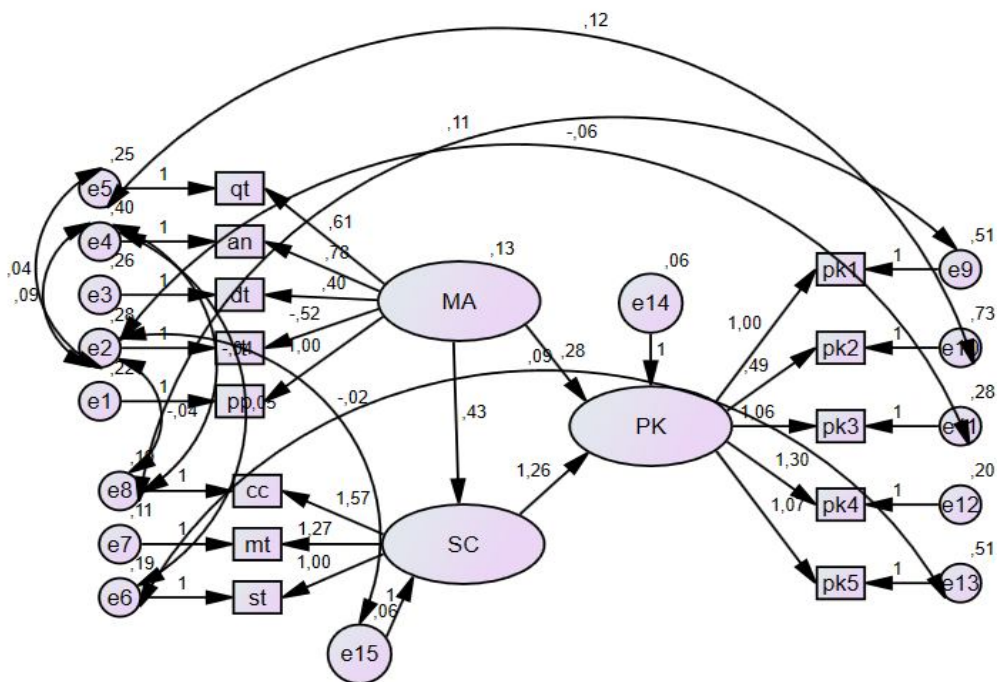 ,12
,11
-,06
,25
e5
1
qt
,40
e4
1
an
,61
,26
e3
1
dt
,78
,40
MA
,13
,04
,09
,28
e2
1
-,52
1,00
,22
e1
1
pp
,05
-,04
-,02
,06
e14
1
,09
,28
,43
PK
1,26
1,00
,49
1,06
1,30
1,07
pk1
1
e9
,51
pk2
1
,73
pk3
1
e11
,28
pk4
1
e12
,20
pk5
1
e13
,51
e8
1
cc
1,57
,11
e7
1
mt
1,27
SC
,19
e6
1
st
1,00
1
,06
e15